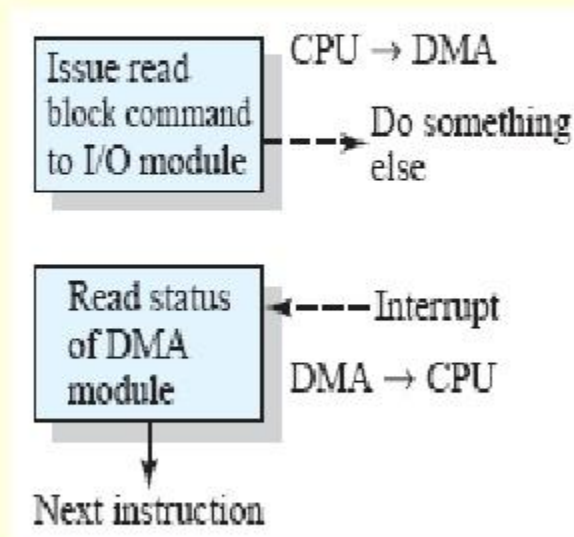 Issue read
block command
to I/O module
CPU → DMA
Do something
else
Read status
of DMA
module
Interrupt
DMA → CPU
Next instruction